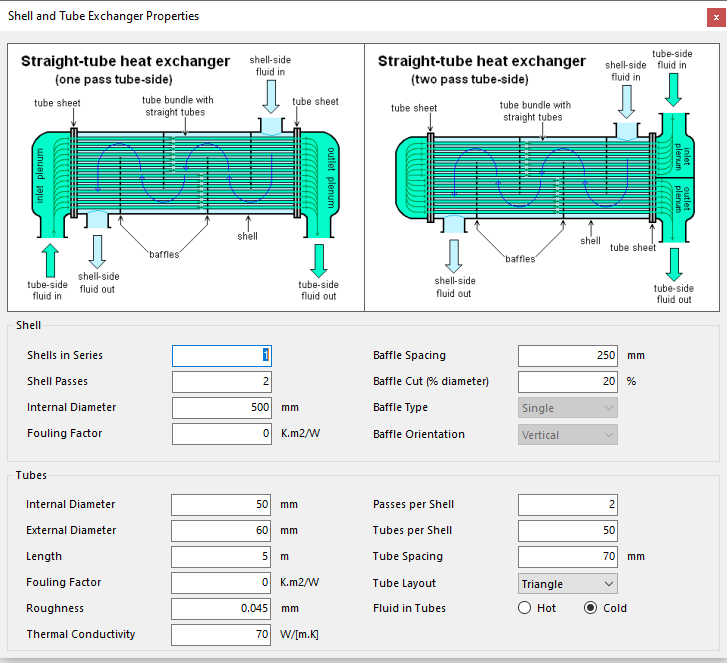 Shell and Tube Exchanger Properties
x
Straight-tube heat exchanger
(one pass tube-side)
shell-side
fluid in
tube sheet
tube bundle with
straight tubes
tube sheet
inlet plenum
outlet plenum
baffles
shell
tube-side
fluid in
shell-side
fluid out
tube-side
fluid out
Straight-tube heat exchanger
(two pass tube-side)
shell-side
fluid in
tube-side
fluid in
tube sheet
tube bundle with
straight tubes
inlet
plenum
outlet
plenum
baffles
shell
tube sheet
shell-side
fluid out
tube-side
fluid out
Shell
Shells in Series 1
Baffle Spacing 250 mm
Shell Passes 2
Baffle Cut (% diameter) 20 %
Internal Diameter 500 mm
Baffle Type Single
Fouling Factor 0 K.m2/W
Baffle Orientation Vertical
Tubes
Internal Diameter 50 mm
Passes per Shell 2
External Diameter 60 mm
Tubes per Shell 50
Length 5 m
Tube Spacing 70 mm
Fouling Factor 0 K.m2/W
Tube Layout Triangle
Roughness 0.045 mm
Fluid in Tubes Hot Cold
Thermal Conductivity 70 W/[m.K]